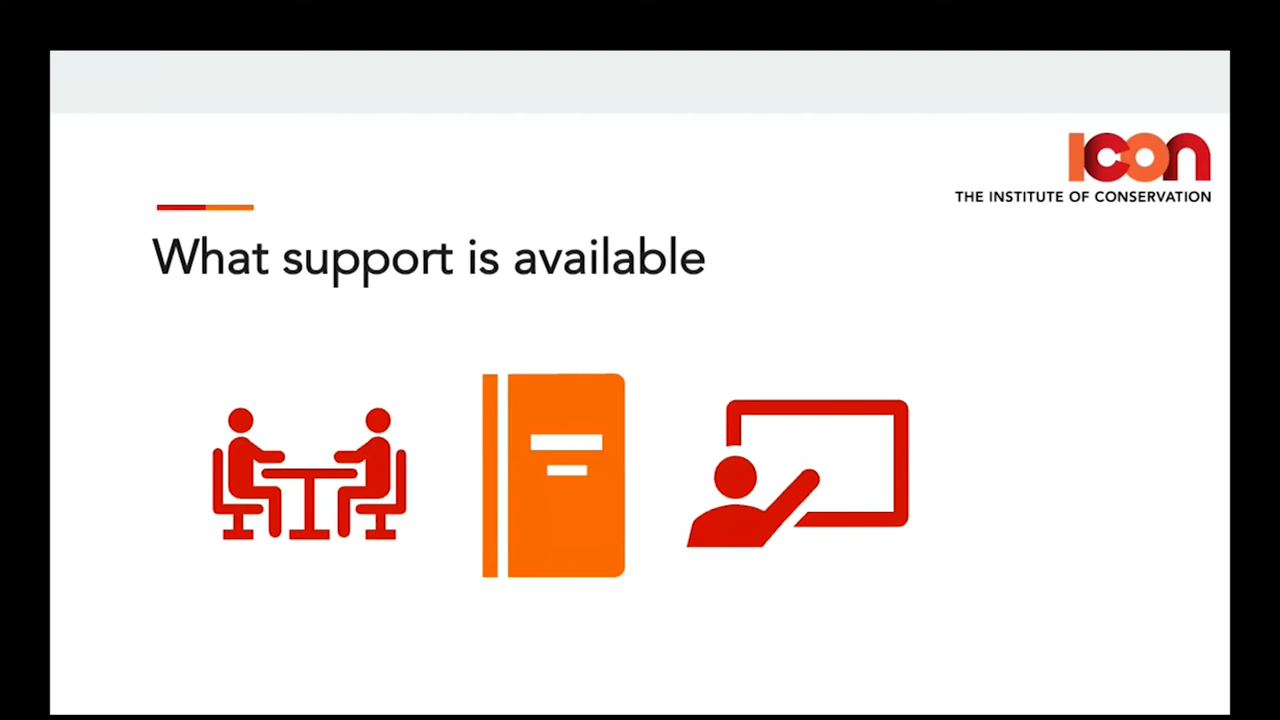 icon
THE INSTITUTE OF CONSERVATION
What support is available